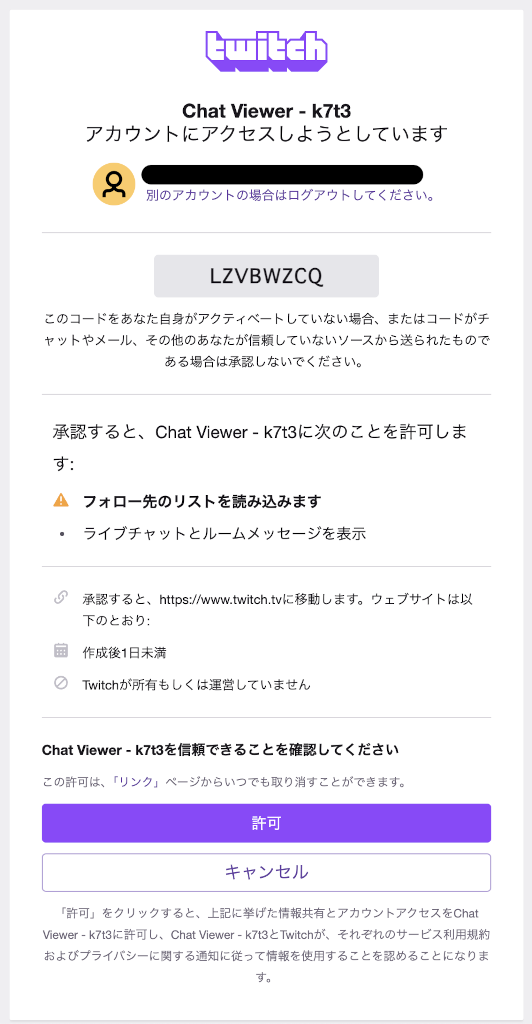 twitch
Chat Viewer - k7t3
アカウントにアクセスしようとしています
別のアカウントの場合はログアウトしてください。
LZVBWZCQ
このコードをあなた自身がアクティベートしていない場合、またはコードがチ
ャットやメール、その他のあなたが信頼していないソースから送られたもので
ある場合は承認しないでください。
承認すると、Chat Viewer - k7t3に次のことを許可しま
す:
フォロー先のリストを読み込みます
• ライブチャットとルームメッセージを表示
承認すると、https://www.twitch.tvに移動します。ウェブサイトは以
下のとおり:
作成後1日未満
Twitchが所有もしくは運営していません
Chat Viewer - k7t3を信頼できることを確認してください
この許可は、「リンク」ページからいつでも取り消すことができます。
許可
キャンセル
「許可」をクリックすると、上記に挙げた情報共有とアカウントアクセスをChat
Viewer - k7t3に許可し、Chat Viewer - k7t3とTwitchが、それぞれのサービス利用規約
およびプライバシーに関する通知に従って情報を使用することを認めることになりま
す。